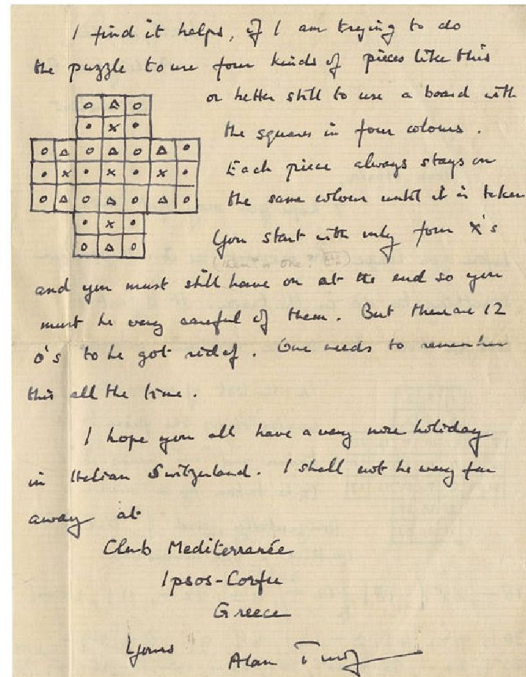 I find it helps, if I am trying to do
the puzzle to use four kinds of pieces like this
or better still to use a board with
the squares in four colours.
Each piece always stays on
the same colour until it is taken
You start with only four x's
and you must still have on at the end so you
must be very careful of them. But there are 12
o's to be got rid of. One needs to remember
this all the time.
I hope you all have a very nice holiday
in Italian Switzerland. I shall not be very far
away at
Club Mediterranée
Ipsos-Corfu
Greece
Yours
Alan Turing